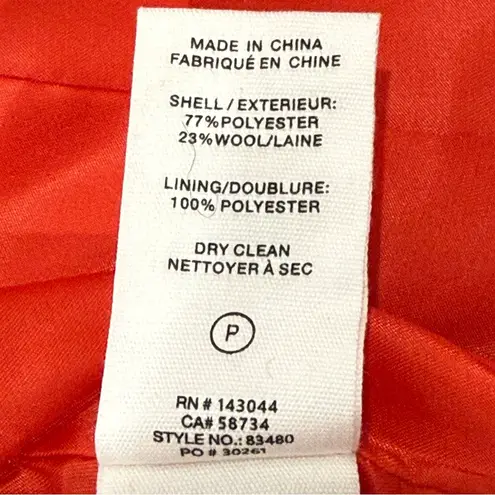 MADE IN CHINA
FABRIQUÉ EN CHINE
SHELL/EXTERIEUR:
77%POLYESTER
23%WOOL/LAINE
LINING/DOUBLURE:
100% POLYESTER
DRY CLEAN
NETTOYER À SEC
P
RN# 143044
CA# 58734
STYLE NO.: 83480
PO # 30261